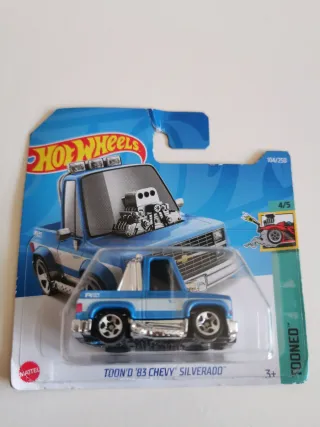 HOT WHEELS
104/250
4/5
TOONED
MATTEL
TOON'D '83 CHEVY SILVERADO
3+